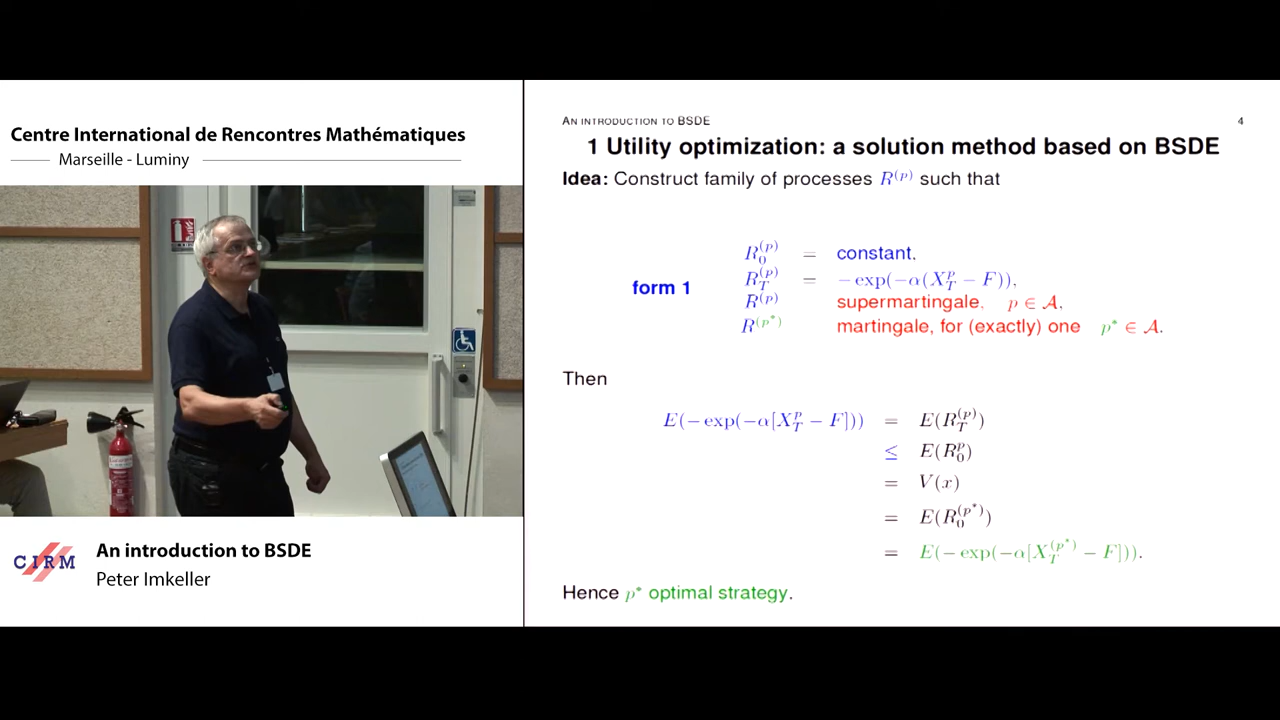 Centre International de Rencontres Mathématiques
Marseille - Luminy
CIRM
An introduction to BSDE
Peter Imkeller
AN INTRODUCTION TO BSDE 4
1 Utility optimization: a solution method based on BSDE
Idea: Construct family of processes R^(p) such that
R_0^(p) = constant.
form 1 R_T^(p) = − exp(−α(X_T^p − F)),
R^(p) supermartingale, p ∈ A,
R^(p*) martingale, for (exactly) one p* ∈ A.
Then
E(− exp(−α[X_T^p − F])) = E(R_T^(p))
≤ E(R_0^p)
= V(x)
= E(R_0^(p*))
= E(− exp(−α[X_T^(p*) − F])).
Hence p* optimal strategy.